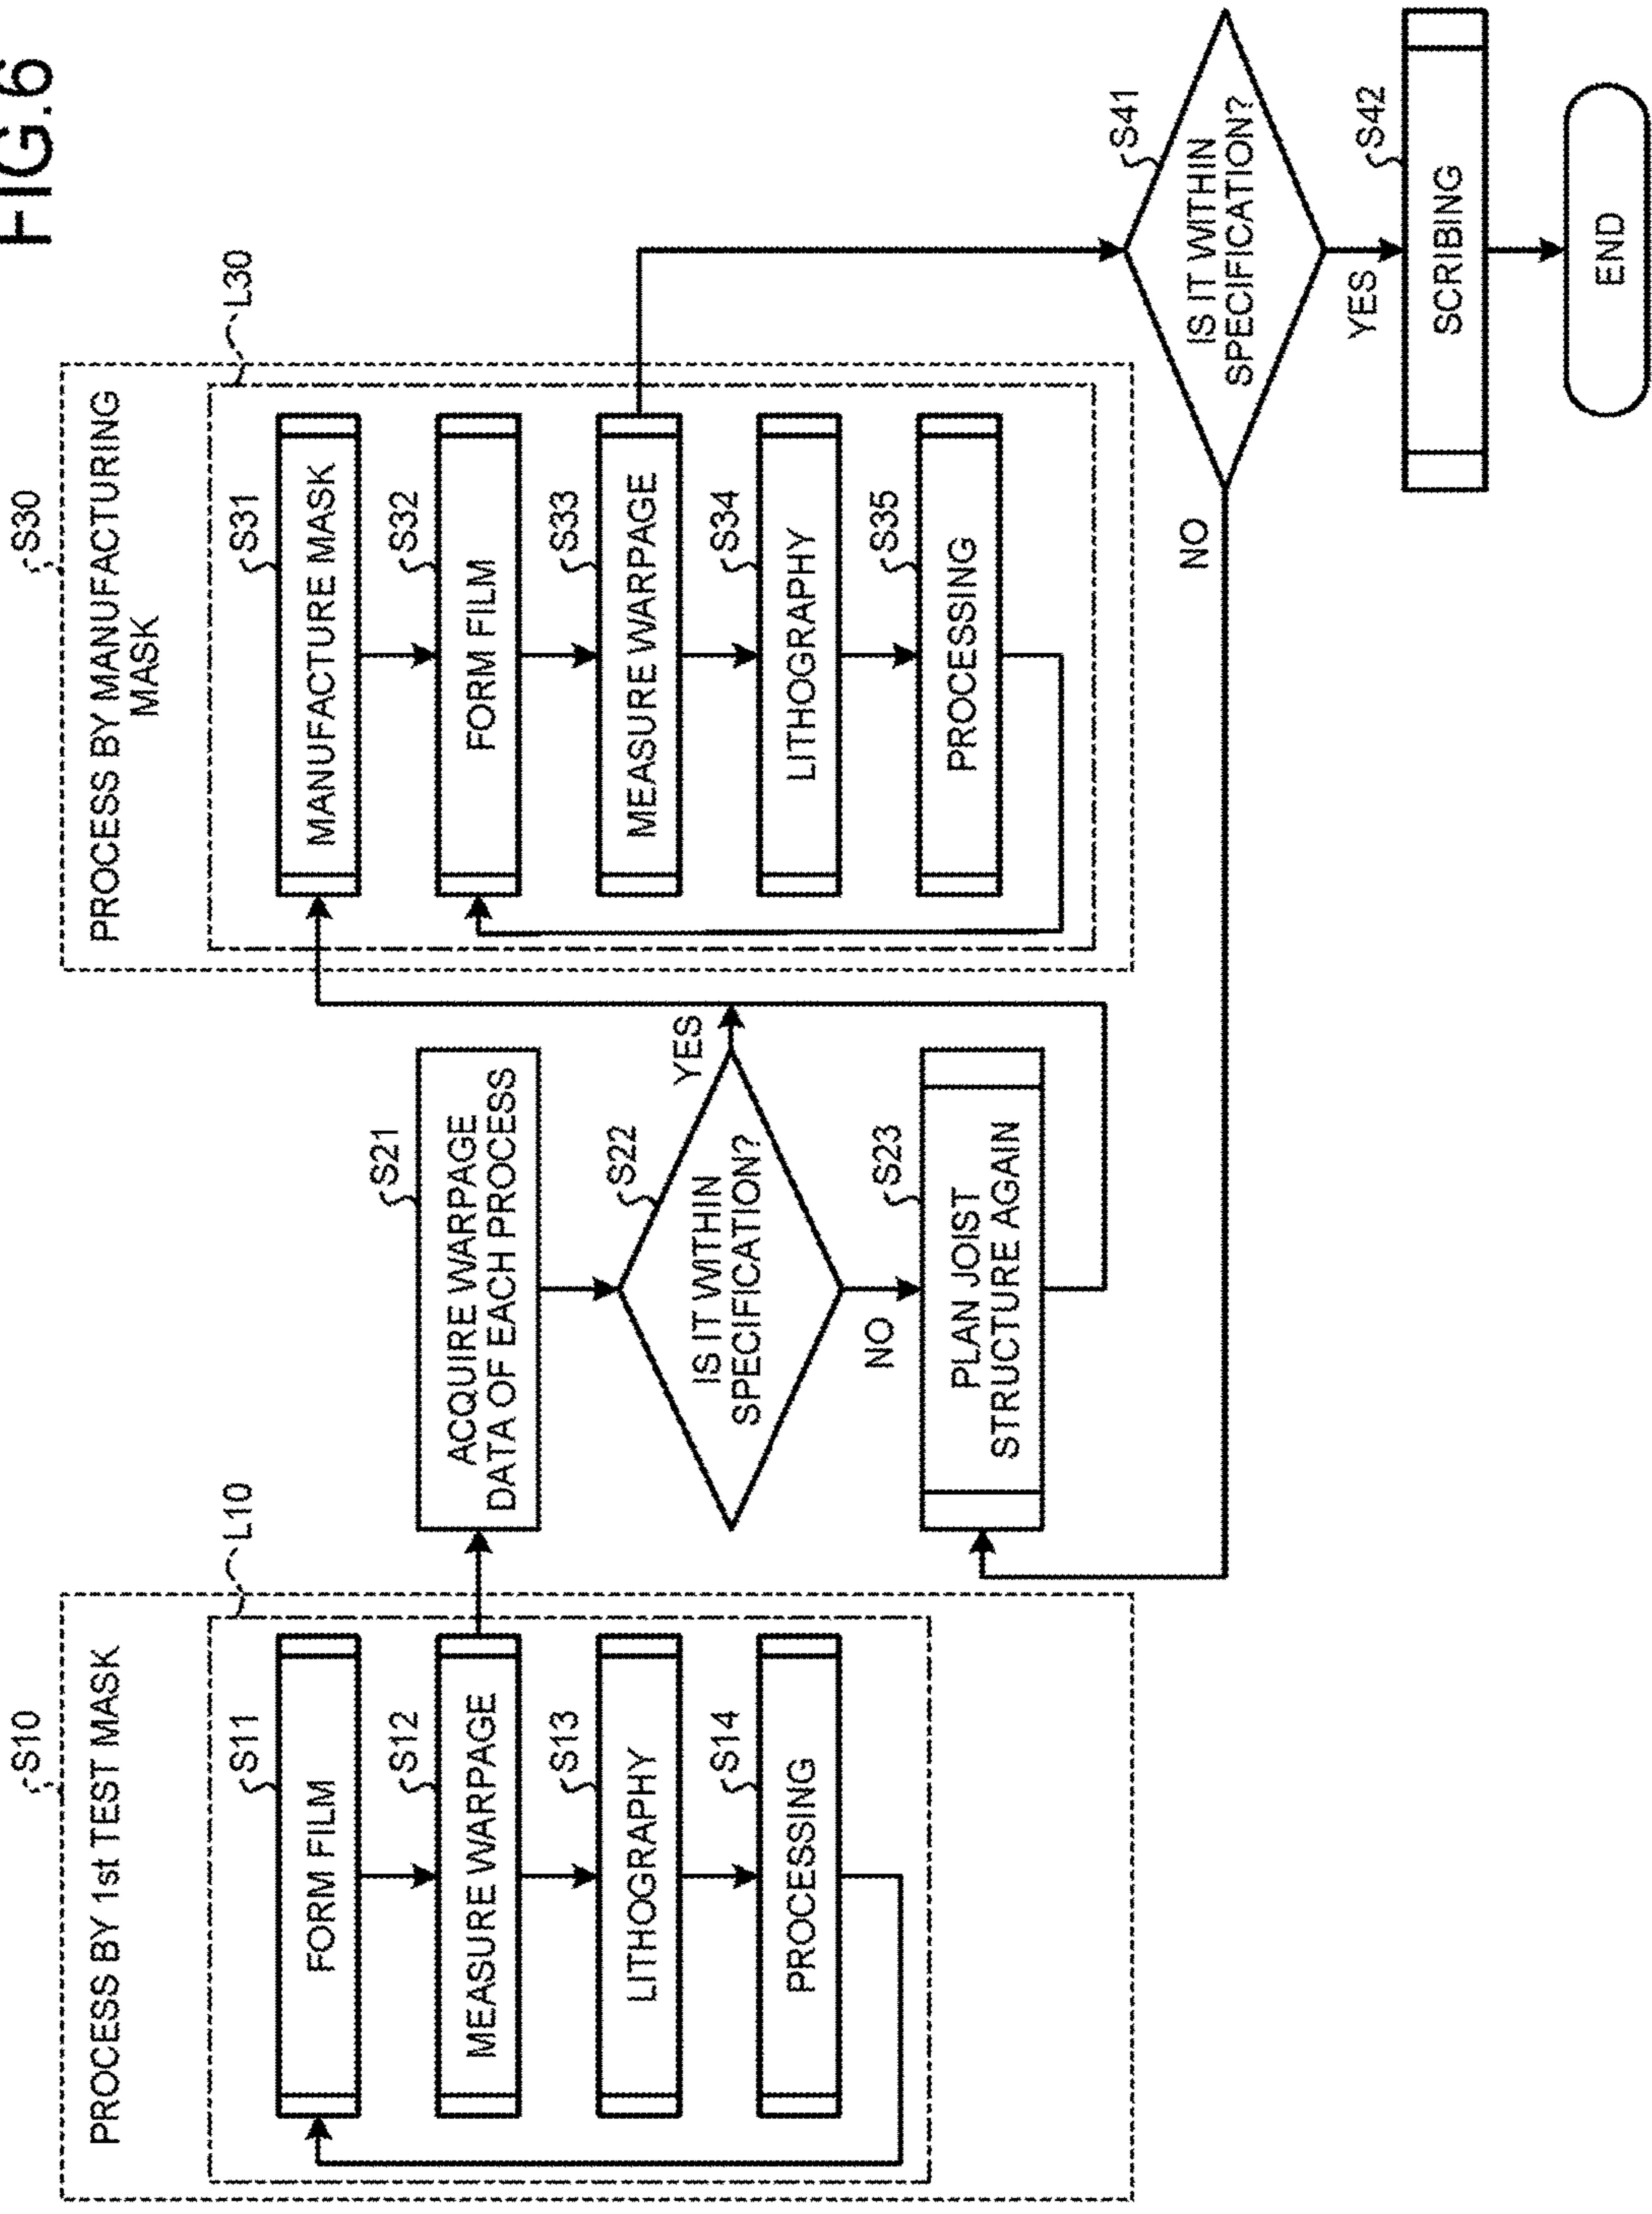 FIG.6
S10
PROCESS BY 1st TEST MASK
L10
S11
FORM FILM
S12
MEASURE WARPAGE
S13
LITHOGRAPHY
S14
PROCESSING
S21
ACQUIRE WARPAGE
DATA OF EACH PROCESS
S22
IS IT WITHIN
SPECIFICATION?
YES
NO
S23
PLAN JOIST
STRUCTURE AGAIN
S30
PROCESS BY MANUFACTURING
MASK
L30
S31
MANUFACTURE MASK
S32
FORM FILM
S33
MEASURE WARPAGE
S34
LITHOGRAPHY
S35
PROCESSING
S41
IS IT WITHIN
SPECIFICATION?
NO
YES
S42
SCRIBING
END